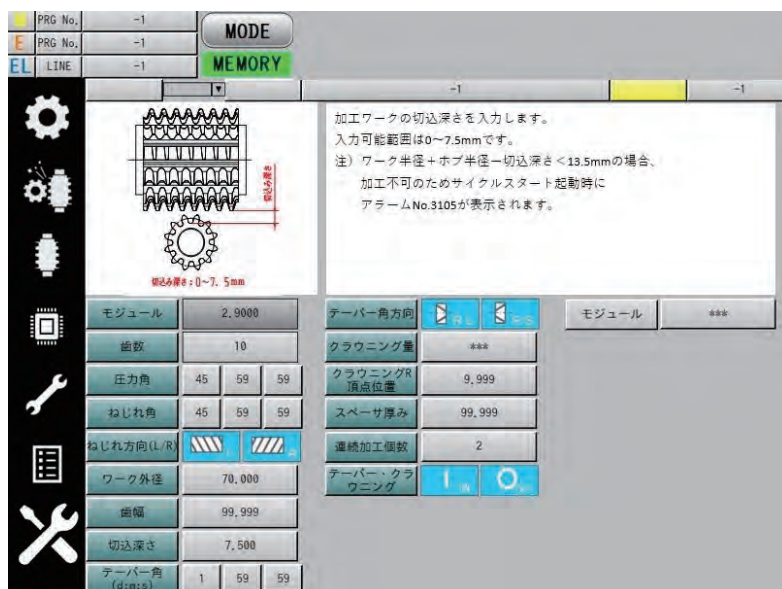 PRG No. -1
E PRG No. -1
EL LINE -1
MODE
MEMORY
-1 -1
切込み深さ
切込み深さ:0~7.5mm
加工ワークの切込深さを入力します。
入力可能範囲は0~7.5mmです。
注)ワーク半径+ホブ半径ー切込深さ<13.5mmの場合、
加工不可のためサイクルスタート起動時に
アラームNo.3105が表示されます。
モジュール 2.9000
歯数 10
圧力角 45 59 59
ねじれ角 45 59 59
ねじれ方向(L/R) L R
ワーク外径 70.000
歯幅 99.999
切込深さ 7.500
テーパー角
(d:m:s) 1 59 59
テーパー角方向 RL RS
クラウニング量 ***
クラウニングR
頂点位置 9.999
スペーサ厚み 99.999
連続加工個数 2
テーパー・クラ
ウニング
モジュール ***